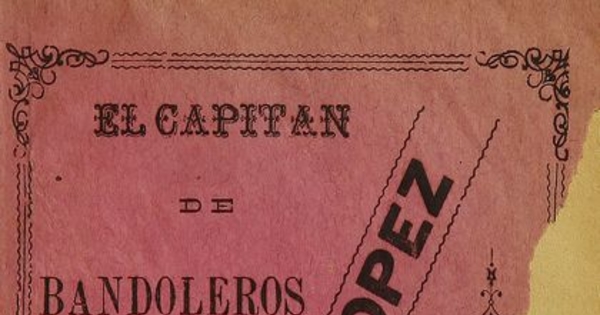 EL CAPITAN
DE
BANDOLEROS
OPEZ